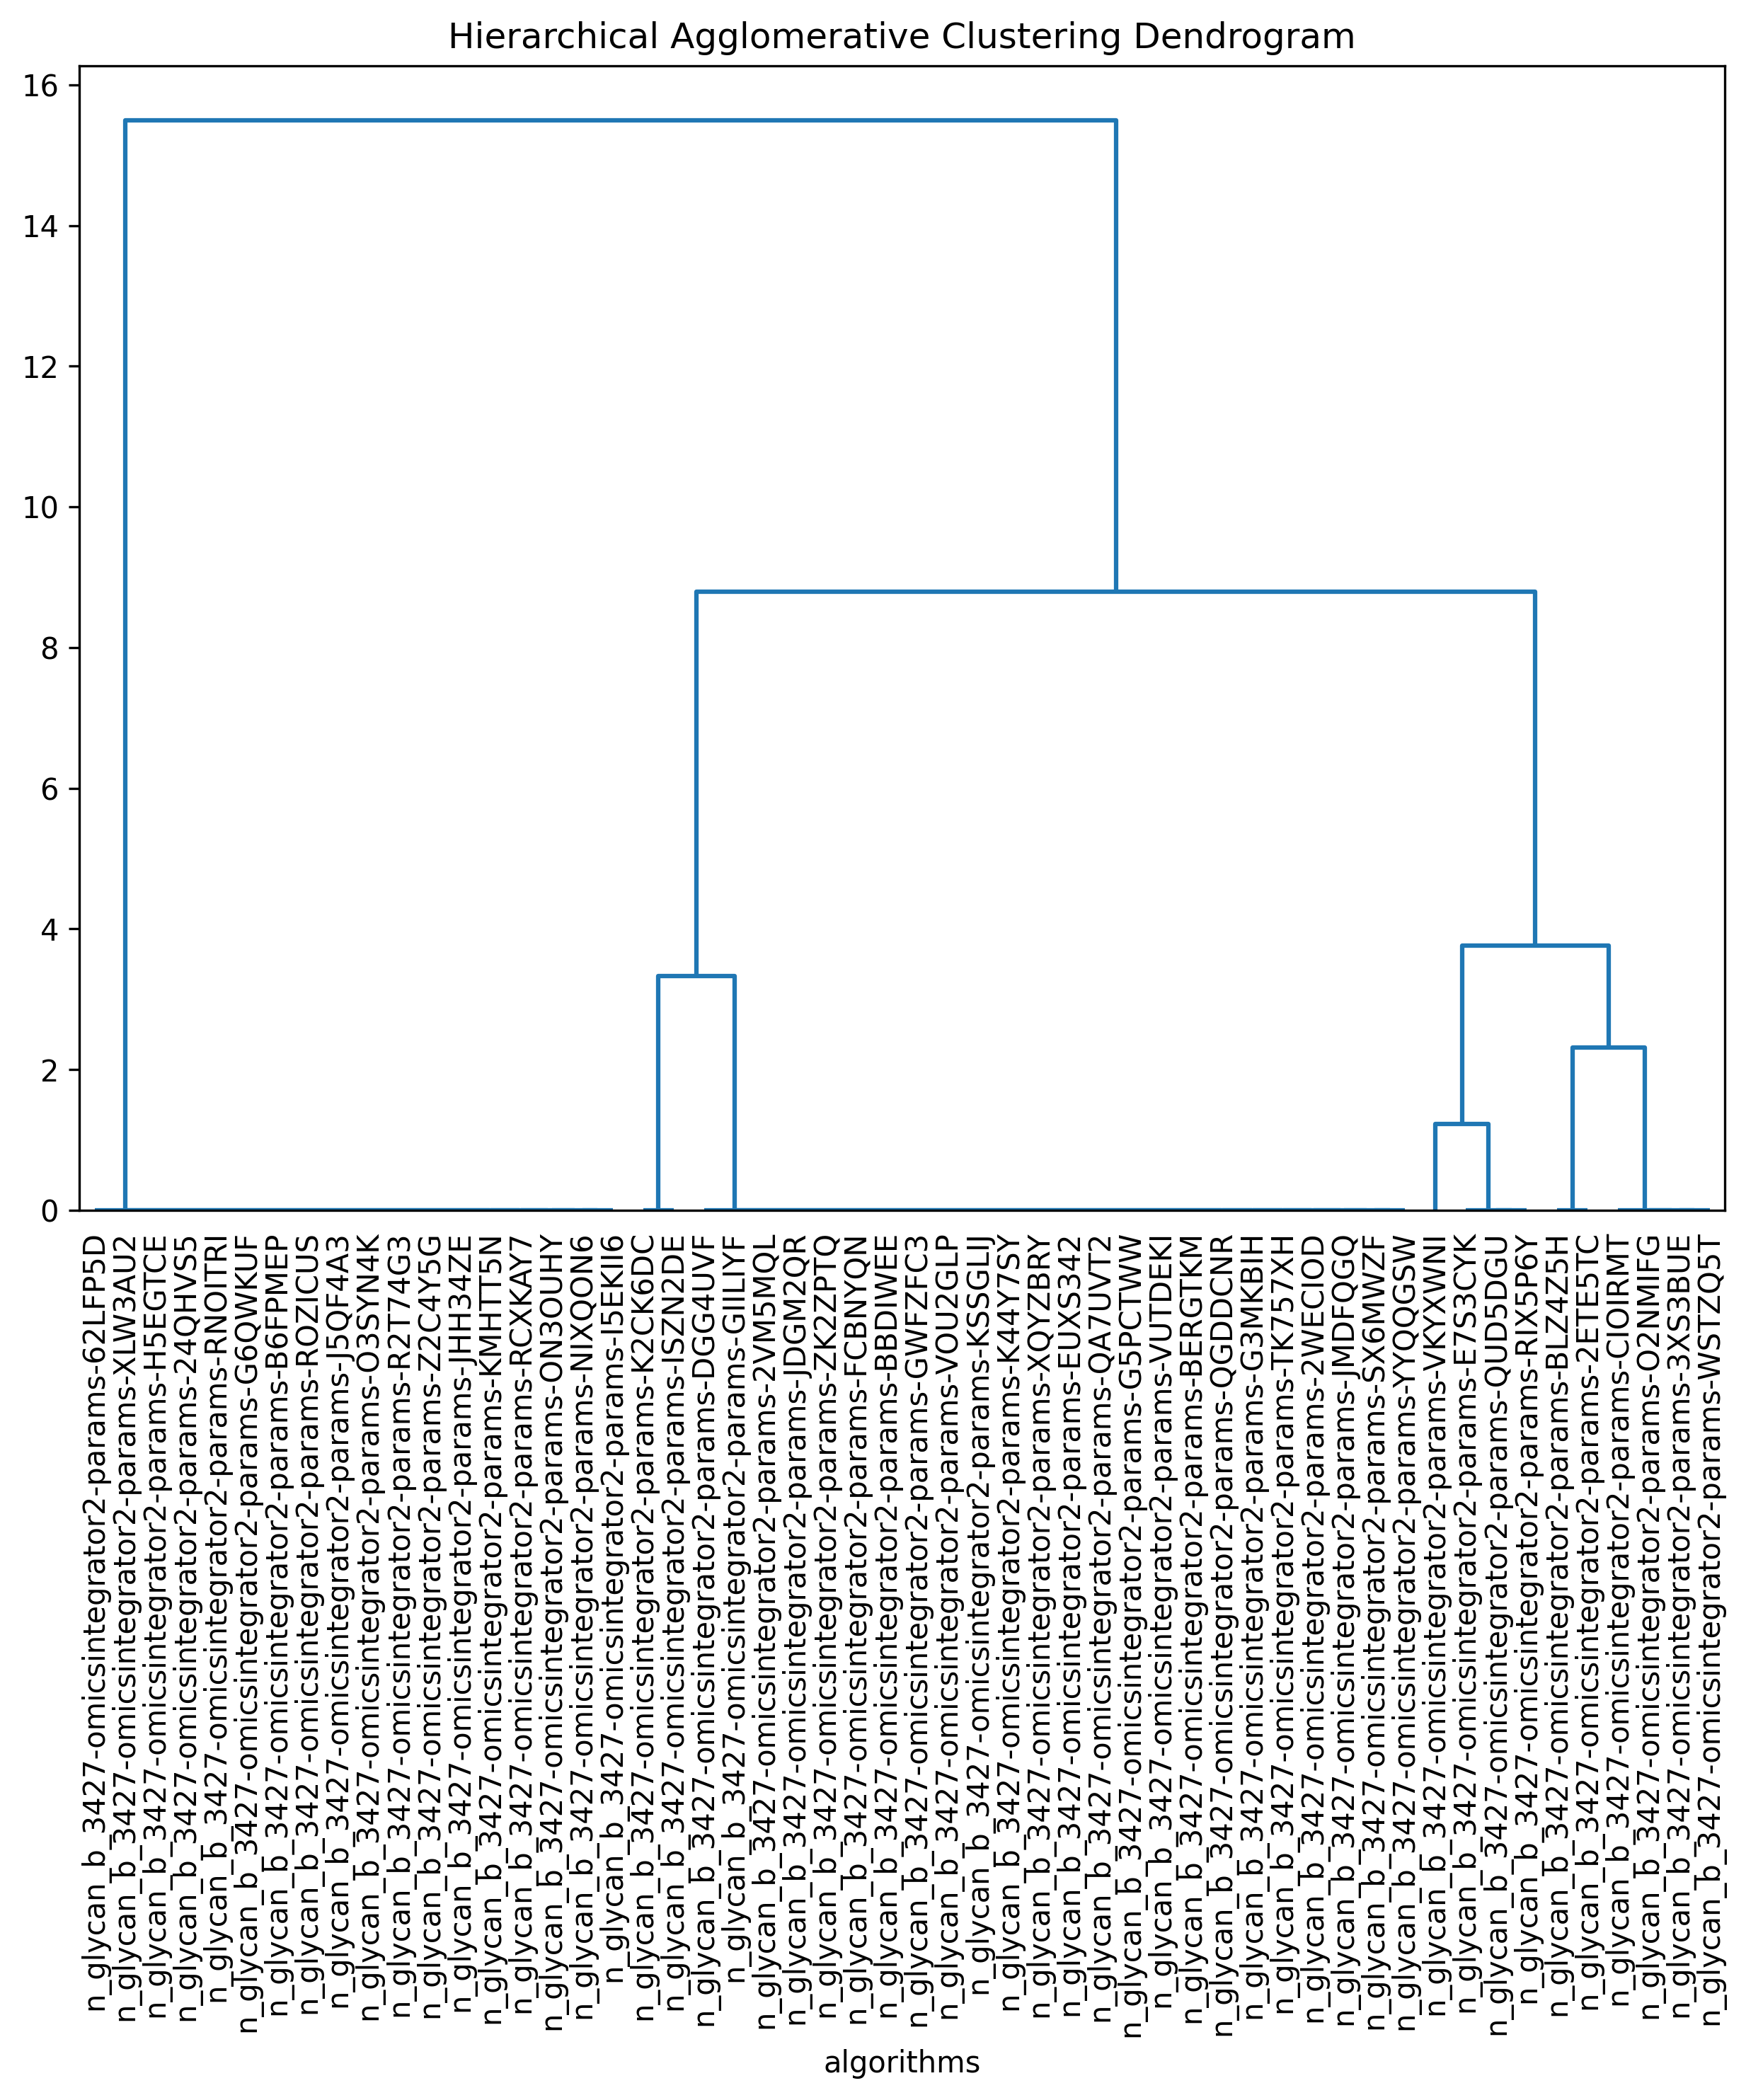 Hierarchical Agglomerative Clustering Dendrogram
16
14
12
10
8
6
4
2
0
n_glycan_b_3427-omicsintegrator2-params-62LFP5D
n_glycan_b_3427-omicsintegrator2-params-XLW3AU2
n_glycan_b_3427-omicsintegrator2-params-H5EGTCE
n_glycan_b_3427-omicsintegrator2-params-24QHVS5
n_glycan_b_3427-omicsintegrator2-params-RNOITRI
n_glycan_b_3427-omicsintegrator2-params-G6QWKUF
n_glycan_b_3427-omicsintegrator2-params-B6FPMEP
n_glycan_b_3427-omicsintegrator2-params-ROZICUS
n_glycan_b_3427-omicsintegrator2-params-J5QF4A3
n_glycan_b_3427-omicsintegrator2-params-O3SYN4K
n_glycan_b_3427-omicsintegrator2-params-R2T74G3
n_glycan_b_3427-omicsintegrator2-params-Z2C4Y5G
n_glycan_b_3427-omicsintegrator2-params-JHH34ZE
n_glycan_b_3427-omicsintegrator2-params-KMHTT5N
n_glycan_b_3427-omicsintegrator2-params-RCXKAY7
n_glycan_b_3427-omicsintegrator2-params-ON3OUHY
n_glycan_b_3427-omicsintegrator2-params-NIXQON6
n_glycan_b_3427-omicsintegrator2-params-I5EKII6
n_glycan_b_3427-omicsintegrator2-params-K2CK6DC
n_glycan_b_3427-omicsintegrator2-params-ISZN2DE
n_glycan_b_3427-omicsintegrator2-params-DGG4UVF
n_glycan_b_3427-omicsintegrator2-params-GIILIYF
n_glycan_b_3427-omicsintegrator2-params-2VM5MQL
n_glycan_b_3427-omicsintegrator2-params-JDGM2QR
n_glycan_b_3427-omicsintegrator2-params-ZK2ZPTQ
n_glycan_b_3427-omicsintegrator2-params-FCBNYQN
n_glycan_b_3427-omicsintegrator2-params-BBDIWEE
n_glycan_b_3427-omicsintegrator2-params-GWFZFC3
n_glycan_b_3427-omicsintegrator2-params-VOU2GLP
n_glycan_b_3427-omicsintegrator2-params-KSSGLIJ
n_glycan_b_3427-omicsintegrator2-params-K44Y7SY
n_glycan_b_3427-omicsintegrator2-params-XQYZBRY
n_glycan_b_3427-omicsintegrator2-params-EUXS342
n_glycan_b_3427-omicsintegrator2-params-QA7UVT2
n_glycan_b_3427-omicsintegrator2-params-G5PCTWW
n_glycan_b_3427-omicsintegrator2-params-VUTDEKI
n_glycan_b_3427-omicsintegrator2-params-BERGTKM
n_glycan_b_3427-omicsintegrator2-params-QGDDCNR
n_glycan_b_3427-omicsintegrator2-params-G3MKBIH
n_glycan_b_3427-omicsintegrator2-params-TK757XH
n_glycan_b_3427-omicsintegrator2-params-2WECIOD
n_glycan_b_3427-omicsintegrator2-params-JMDFQGQ
n_glycan_b_3427-omicsintegrator2-params-SX6MWZF
n_glycan_b_3427-omicsintegrator2-params-YYQQGSW
n_glycan_b_3427-omicsintegrator2-params-VKYXWNI
n_glycan_b_3427-omicsintegrator2-params-E7S3CYK
n_glycan_b_3427-omicsintegrator2-params-QUD5DGU
n_glycan_b_3427-omicsintegrator2-params-RIX5P6Y
n_glycan_b_3427-omicsintegrator2-params-BLZ4Z5H
n_glycan_b_3427-omicsintegrator2-params-2ETE5TC
n_glycan_b_3427-omicsintegrator2-params-CIOIRMT
n_glycan_b_3427-omicsintegrator2-params-O2NMIFG
n_glycan_b_3427-omicsintegrator2-params-3XS3BUE
n_glycan_b_3427-omicsintegrator2-params-WSTZQ5T
algorithms